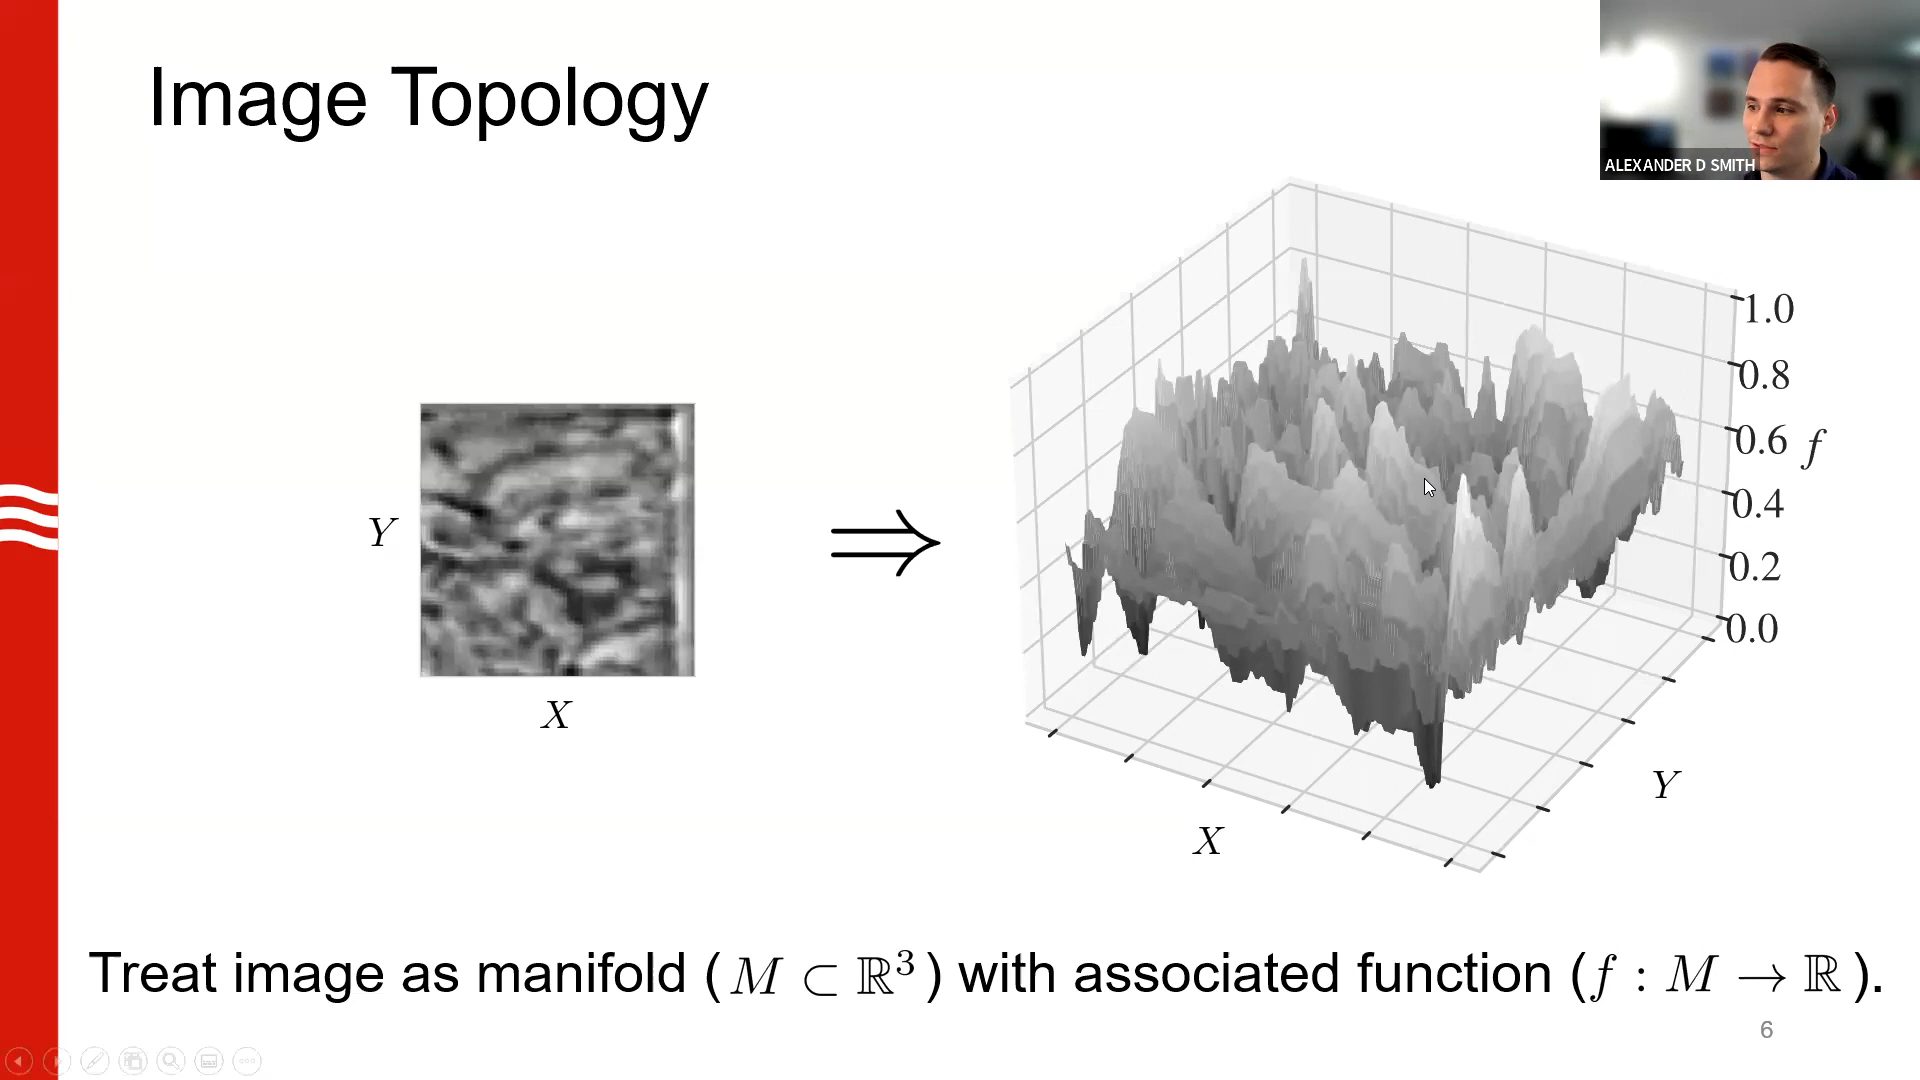 Image Topology
ALEXANDER D SMITH
Y
X
⇒
1.0
0.8
0.6
f
0.4
0.2
0.0
Y
X
Treat image as manifold (M ⊂ ℝ³) with associated function (f : M → ℝ).
6